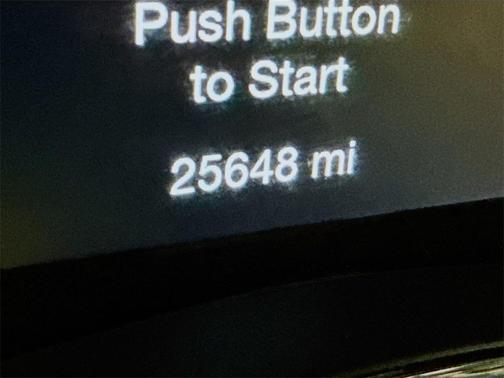 Push Button
to Start
25648 mi